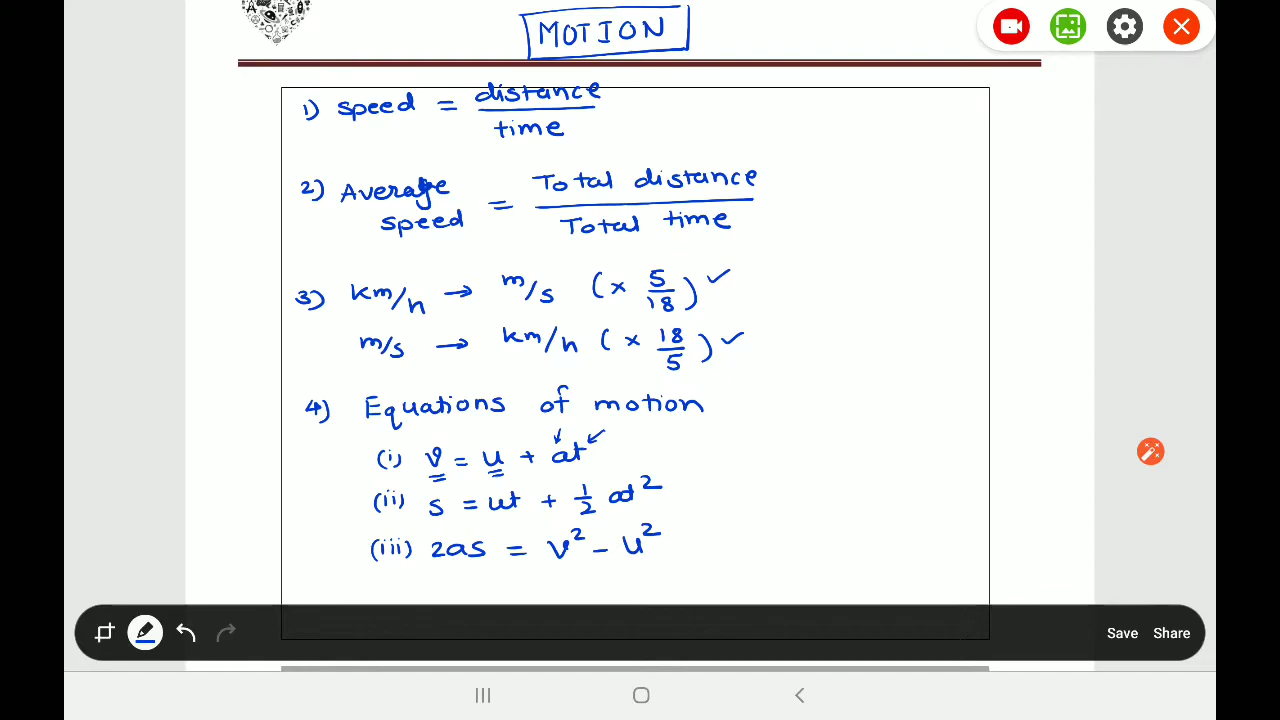 MOTION
1) speed = distance / time
2) Average speed = Total distance / Total time
3) km/h → m/s ( × 5/18 ) ✓
m/s → km/h ( × 18/5 ) ✓
4) Equations of motion
(i) v = u + at
(ii) s = ut + 1/2 at²
(iii) 2as = v² - u²
Save Share